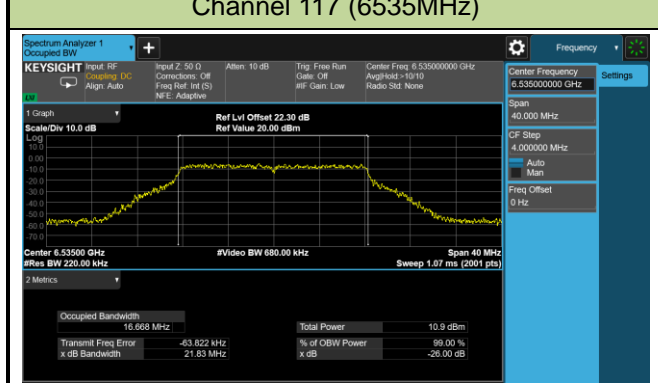 Channel 117 (6535MHz)
Spectrum Analyzer 1
Occupied BW
+
Frequency
KEYSIGHT
Input: RF
Coupling: DC
Align: Auto
Input Z: 50 Ω
Corrections: Off
Freq Ref: Int (S)
NFE: Adaptive
Atten: 10 dB
Trig: Free Run
Gate: Off
#IF Gain: Low
Center Freq: 6.535000000 GHz
Avg|Hold:>10/10
Radio Std: None
Center Frequency
6.535000000 GHz
Settings
Span
40.000 MHz
CF Step
4.000000 MHz
Auto
Man
Freq Offset
0 Hz
1 Graph
Scale/Div 10.0 dB
Ref Lvl Offset 22.30 dB
Ref Value 20.00 dBm
Log
10.0
0.00
-10.0
-20.0
-30.0
-40.0
-50.0
-60.0
-70.0
Center 6.53500 GHz
#Video BW 680.00 kHz
Span 40 MHz
#Res BW 220.00 kHz
Sweep 1.07 ms (2001 pts)
2 Metrics
Occupied Bandwidth
16.668 MHz
Total Power 10.9 dBm
Transmit Freq Error -63.822 kHz
% of OBW Power 99.00 %
x dB Bandwidth 21.83 MHz
x dB -26.00 dB